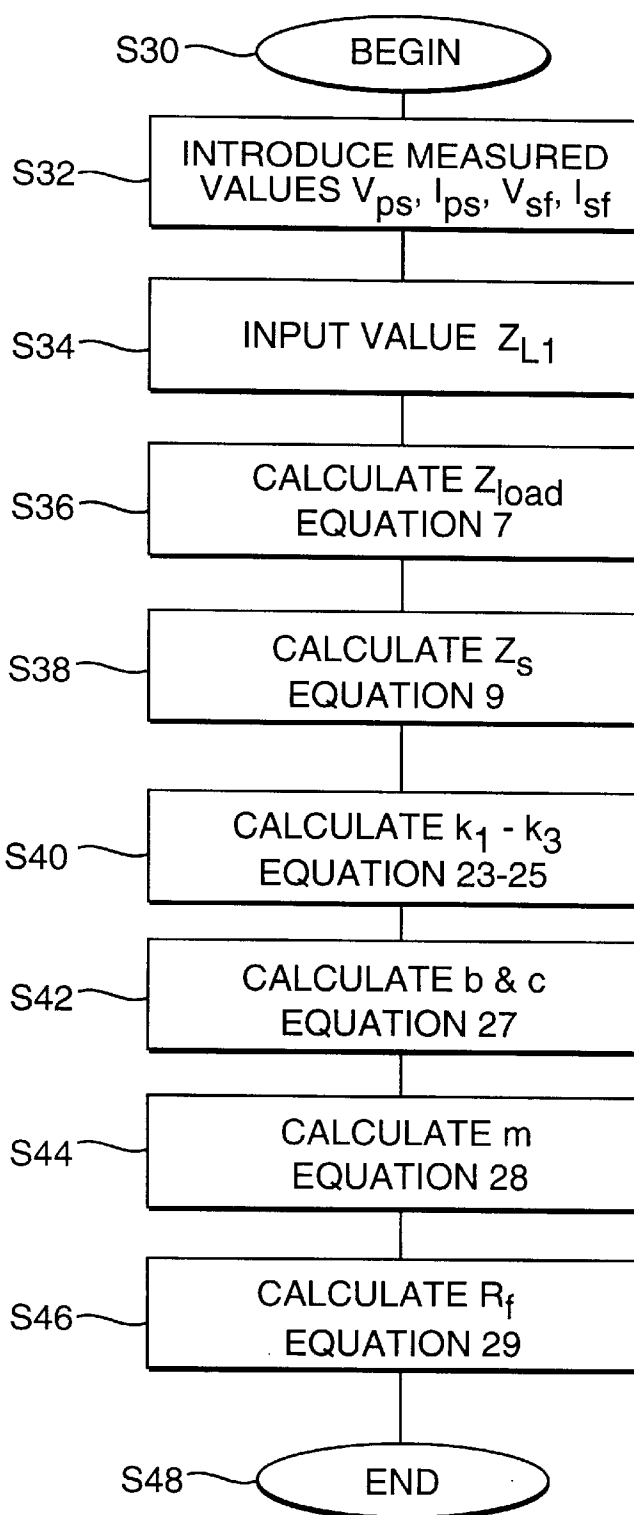 S30 BEGIN
S32 INTRODUCE MEASURED
VALUES Vps, Ips, Vsf, Isf
S34 INPUT VALUE ZL1
S36 CALCULATE Zload
EQUATION 7
S38 CALCULATE Zs
EQUATION 9
S40 CALCULATE k1 - k3
EQUATION 23-25
S42 CALCULATE b & c
EQUATION 27
S44 CALCULATE m
EQUATION 28
S46 CALCULATE Rf
EQUATION 29
S48 END